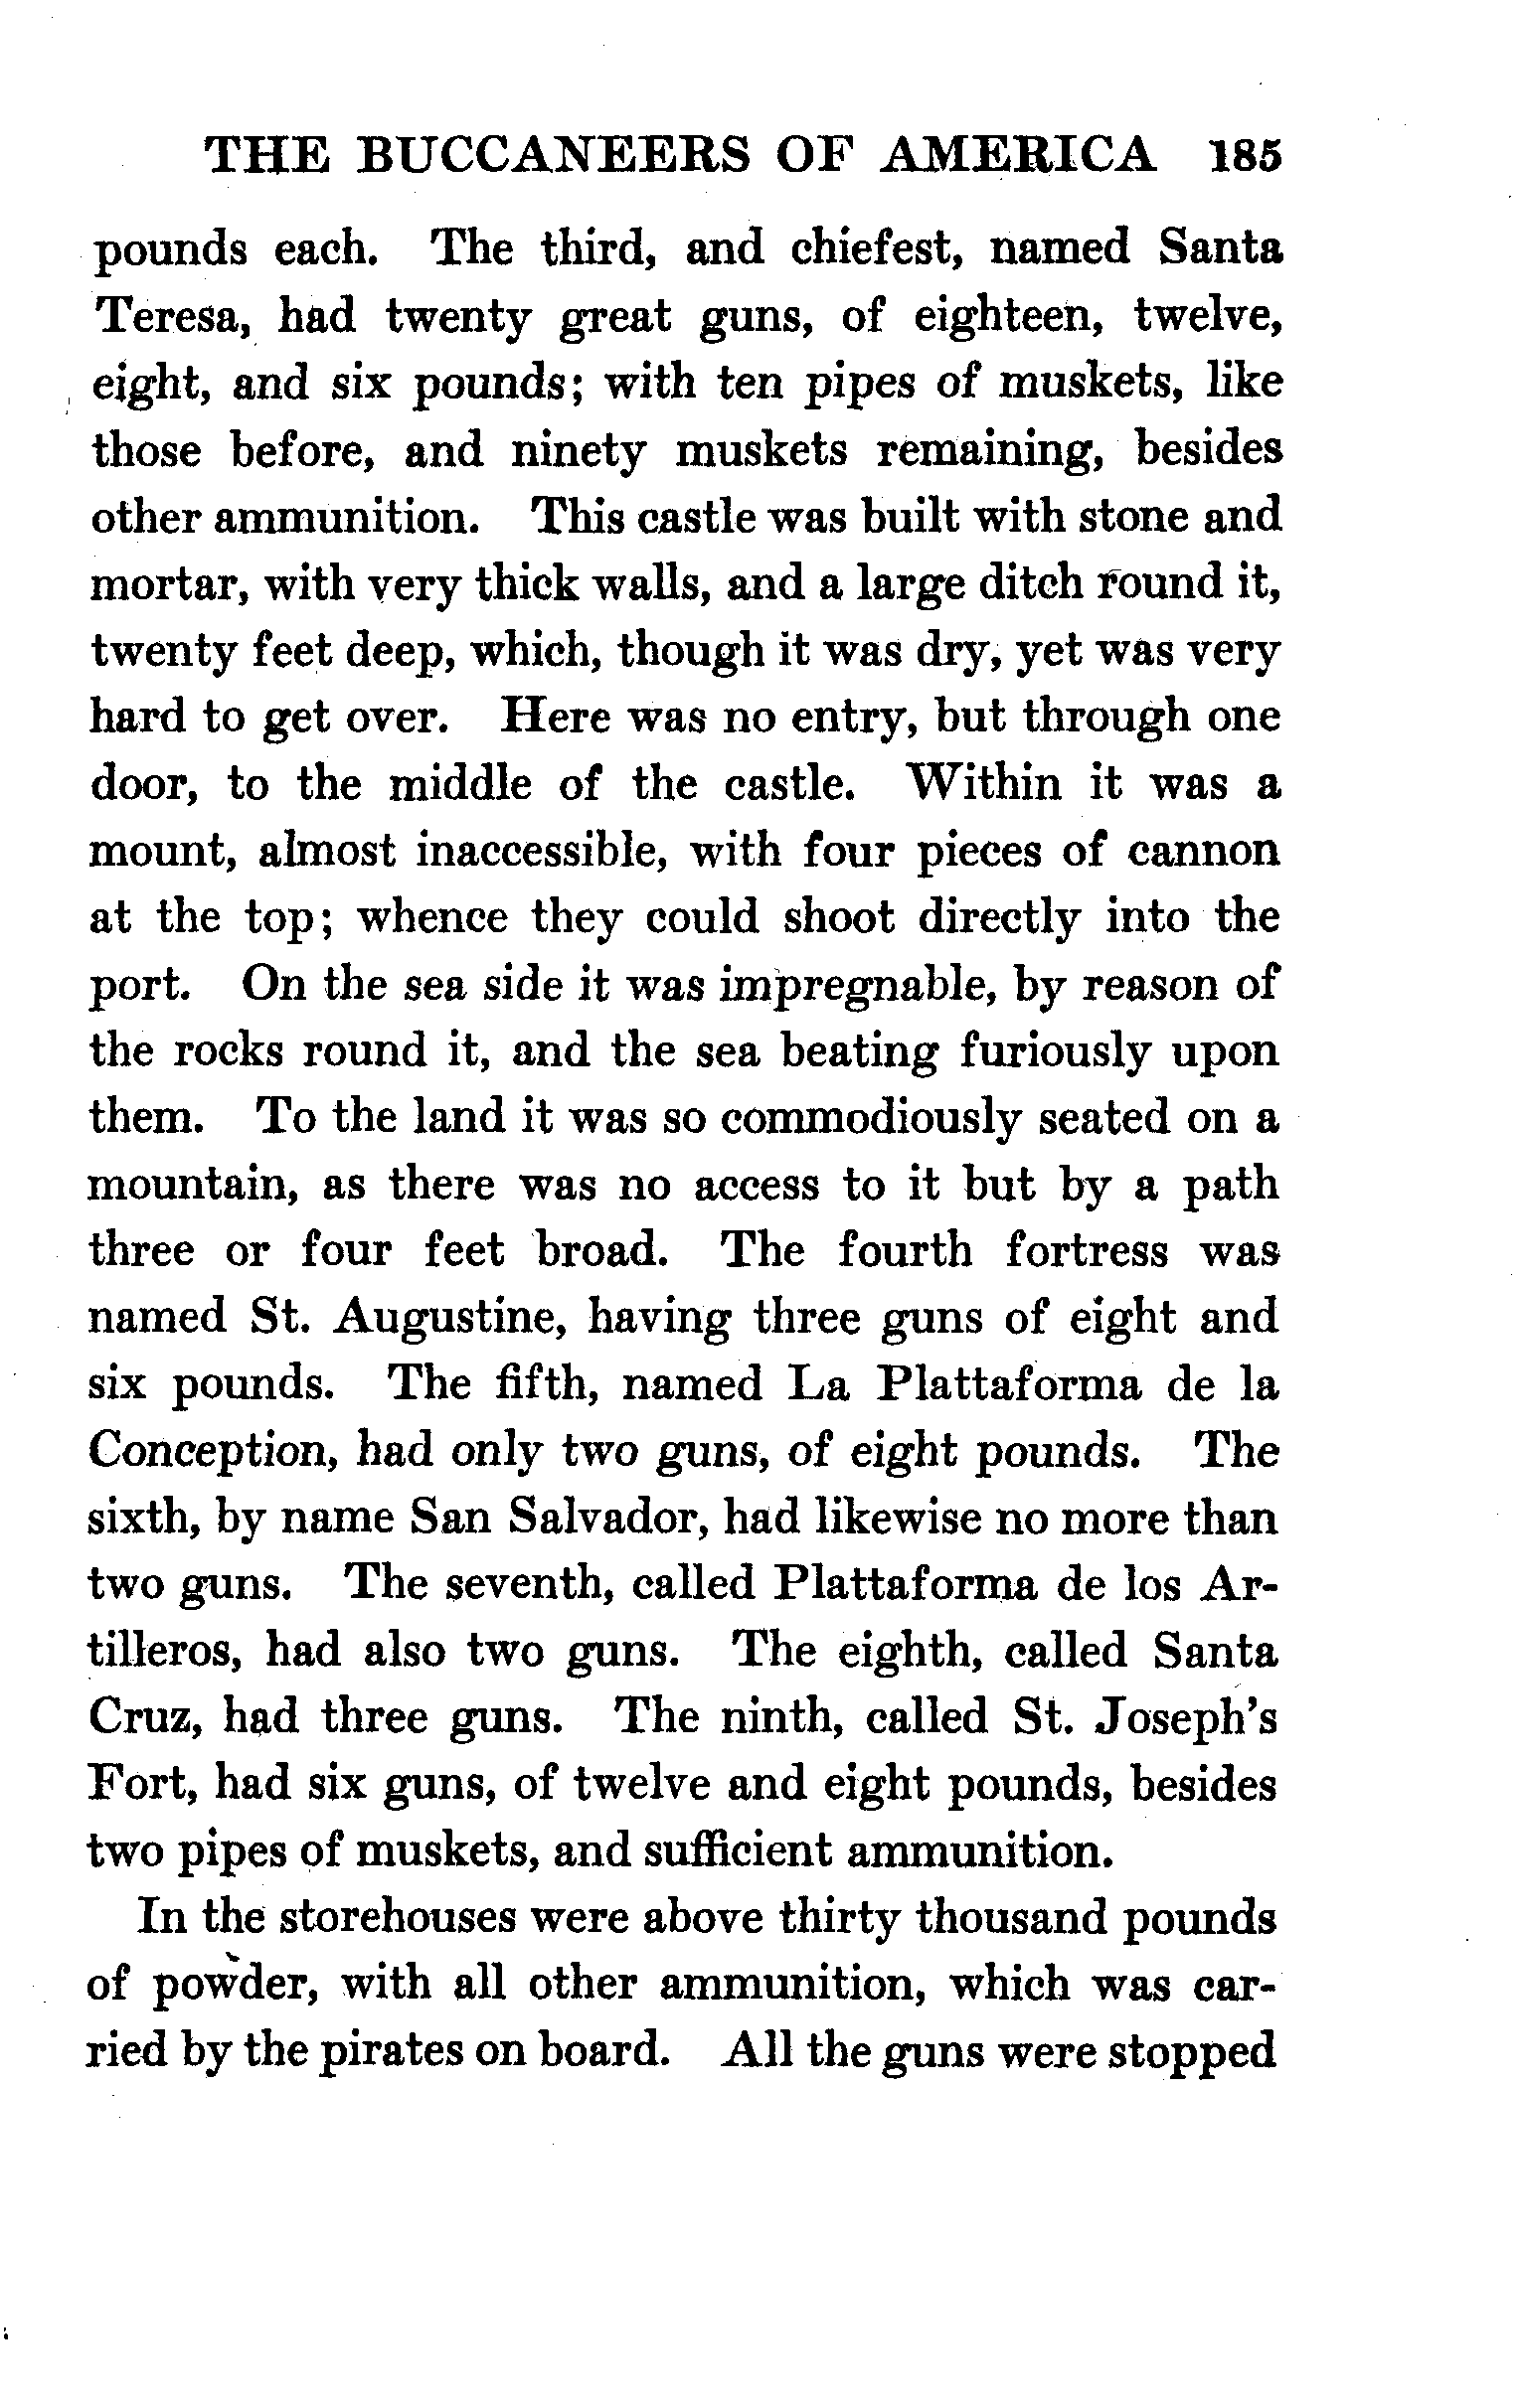 THE BUCCANEERS OF AMERICA 185
pounds each. The third, and chiefest, named Santa
Teresa, had twenty great guns, of eighteen, twelve,
eight, and six pounds; with ten pipes of muskets, like
those before, and ninety muskets remaining, besides
other ammunition. This castle was built with stone and
mortar, with very thick walls, and a large ditch round it,
twenty feet deep, which, though it was dry, yet was very
hard to get over. Here was no entry, but through one
door, to the middle of the castle. Within it was a
mount, almost inaccessible, with four pieces of cannon
at the top; whence they could shoot directly into the
port. On the sea side it was impregnable, by reason of
the rocks round it, and the sea beating furiously upon
them. To the land it was so commodiously seated on a
mountain, as there was no access to it but by a path
three or four feet broad. The fourth fortress was
named St. Augustine, having three guns of eight and
six pounds. The fifth, named La Plattaforma de la
Conception, had only two guns, of eight pounds. The
sixth, by name San Salvador, had likewise no more than
two guns. The seventh, called Plattaforma de los Ar-
tilleros, had also two guns. The eighth, called Santa
Cruz, had three guns. The ninth, called St. Joseph's
Fort, had six guns, of twelve and eight pounds, besides
two pipes of muskets, and sufficient ammunition.
In the storehouses were above thirty thousand pounds
of powder, with all other ammunition, which was car-
ried by the pirates on board. All the guns were stopped